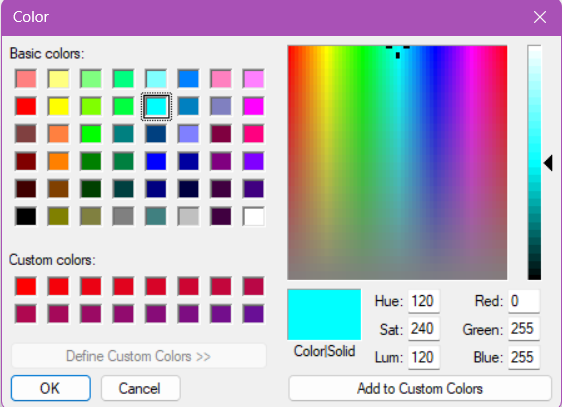 Color
Basic colors:
Custom colors:
Define Custom Colors >>
OK
Cancel
Color|Solid
Hue: 120
Sat: 240
Lum: 120
Red: 0
Green: 255
Blue: 255
Add to Custom Colors